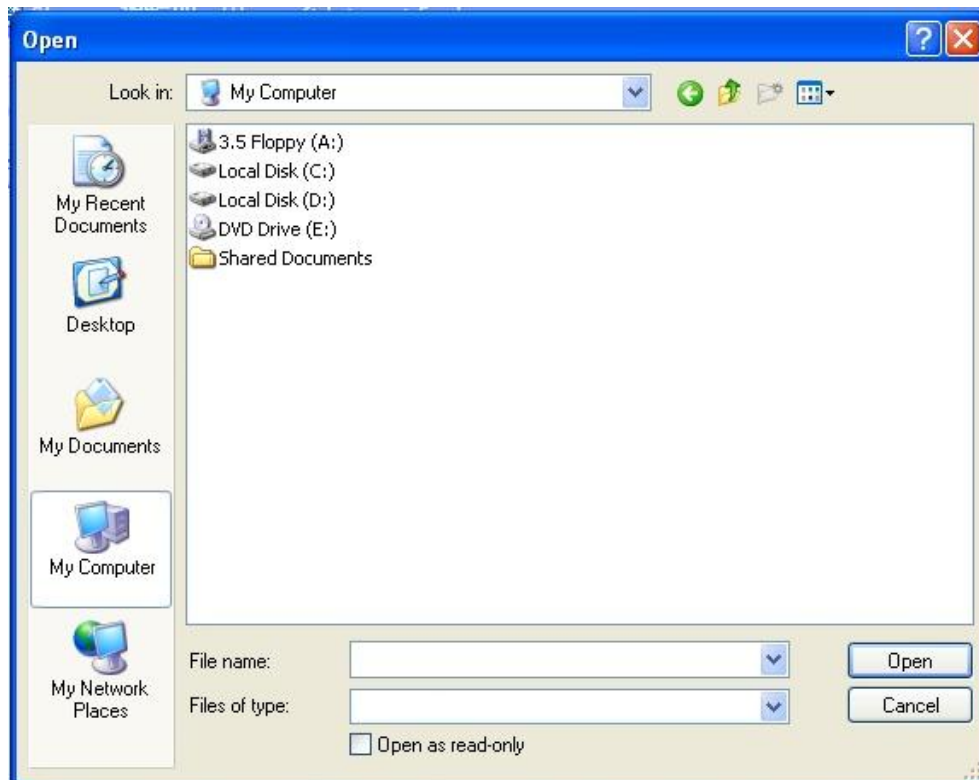 Open
Look in: My Computer
3.5 Floppy (A:)
Local Disk (C:)
Local Disk (D:)
DVD Drive (E:)
Shared Documents
My Recent
Documents
Desktop
My Documents
My Computer
My Network
Places
File name:
Open
Files of type:
Cancel
Open as read-only